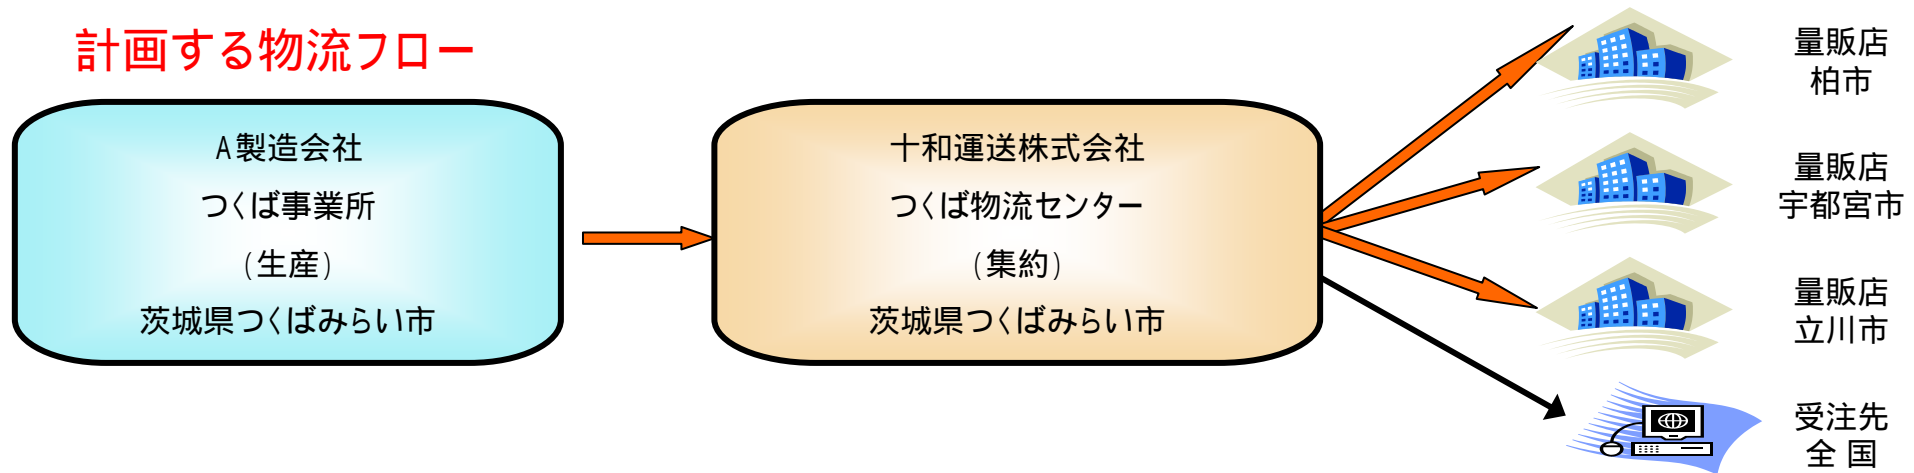 計画する物流フロー
A製造会社
つくば事業所
(生産)
茨城県つくばみらい市
十和運送株式会社
つくば物流センター
(集約)
茨城県つくばみらい市
量販店
柏市
量販店
宇都宮市
量販店
立川市
受注先
全 国